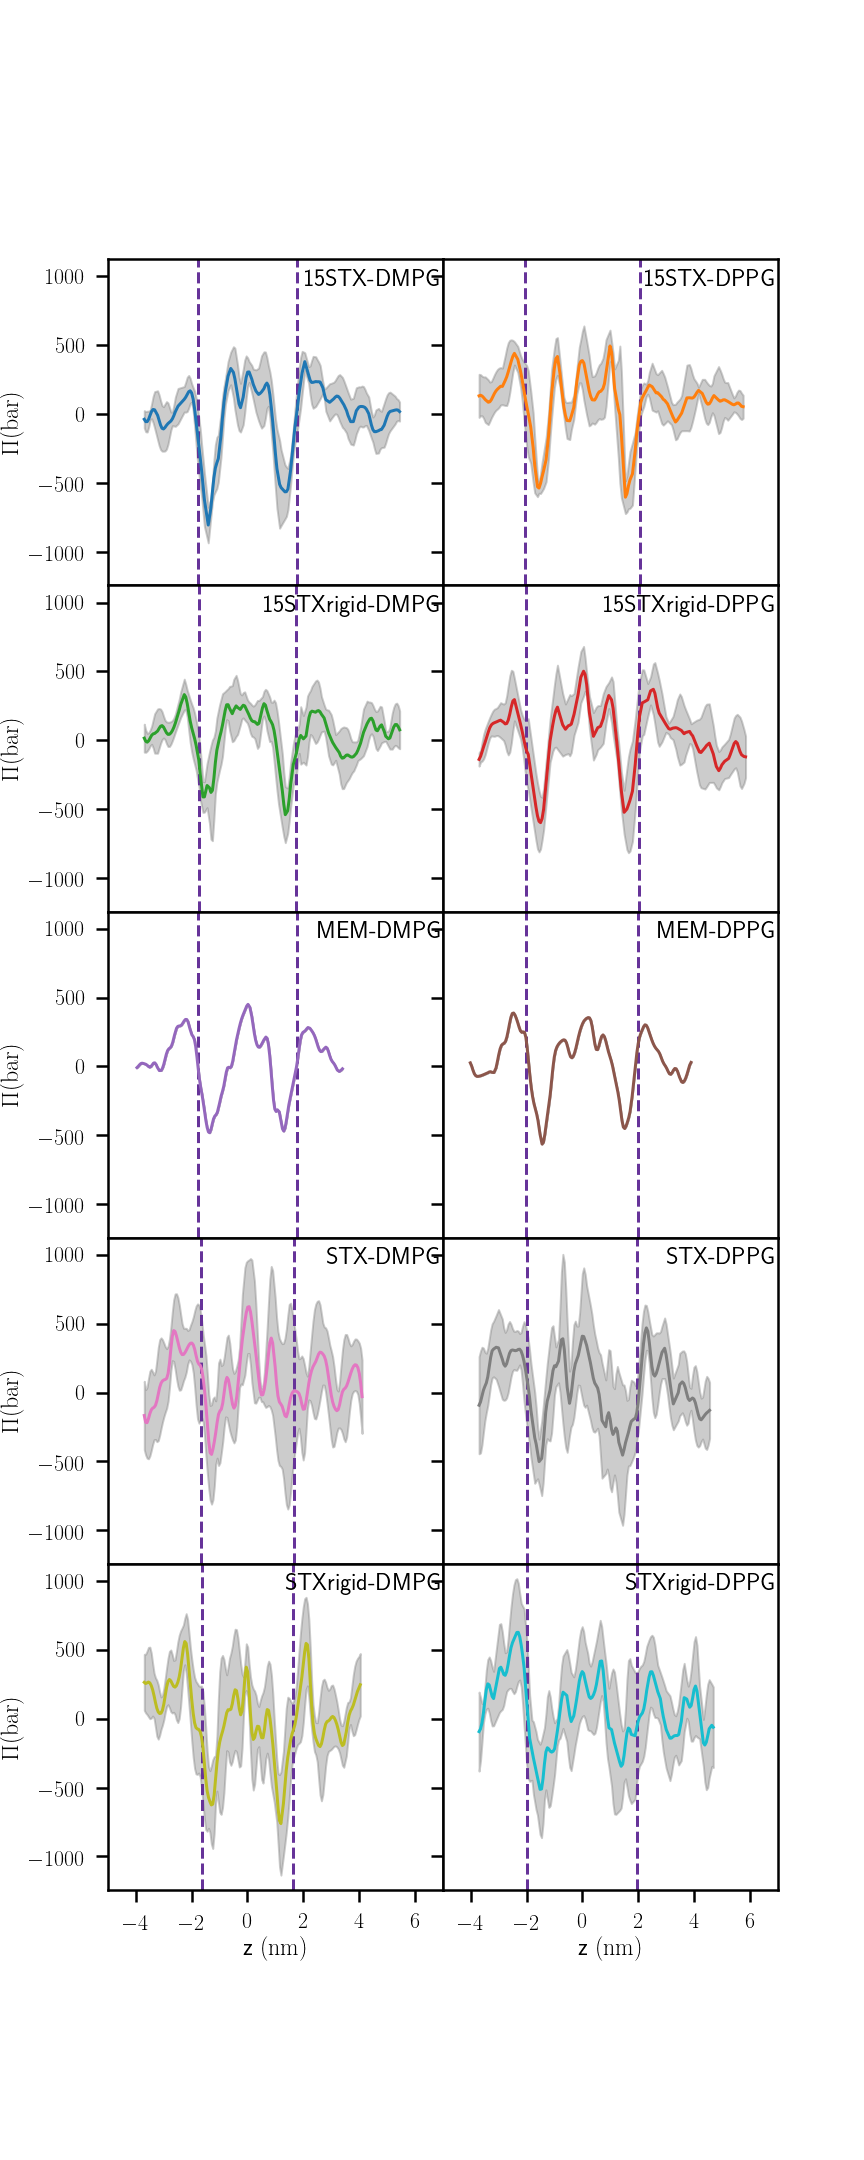 15STX-DMPG
15STX-DPPG
1000
500
0
−500
−1000
Π(bar)
15STXrigid-DMPG
15STXrigid-DPPG
1000
500
0
−500
−1000
Π(bar)
MEM-DMPG
MEM-DPPG
1000
500
0
−500
−1000
Π(bar)
STX-DMPG
STX-DPPG
1000
500
0
−500
−1000
Π(bar)
STXrigid-DMPG
STXrigid-DPPG
1000
500
0
−500
−1000
Π(bar)
−4 −2 0 2 4 6 −4 −2 0 2 4 6
z (nm) z (nm)